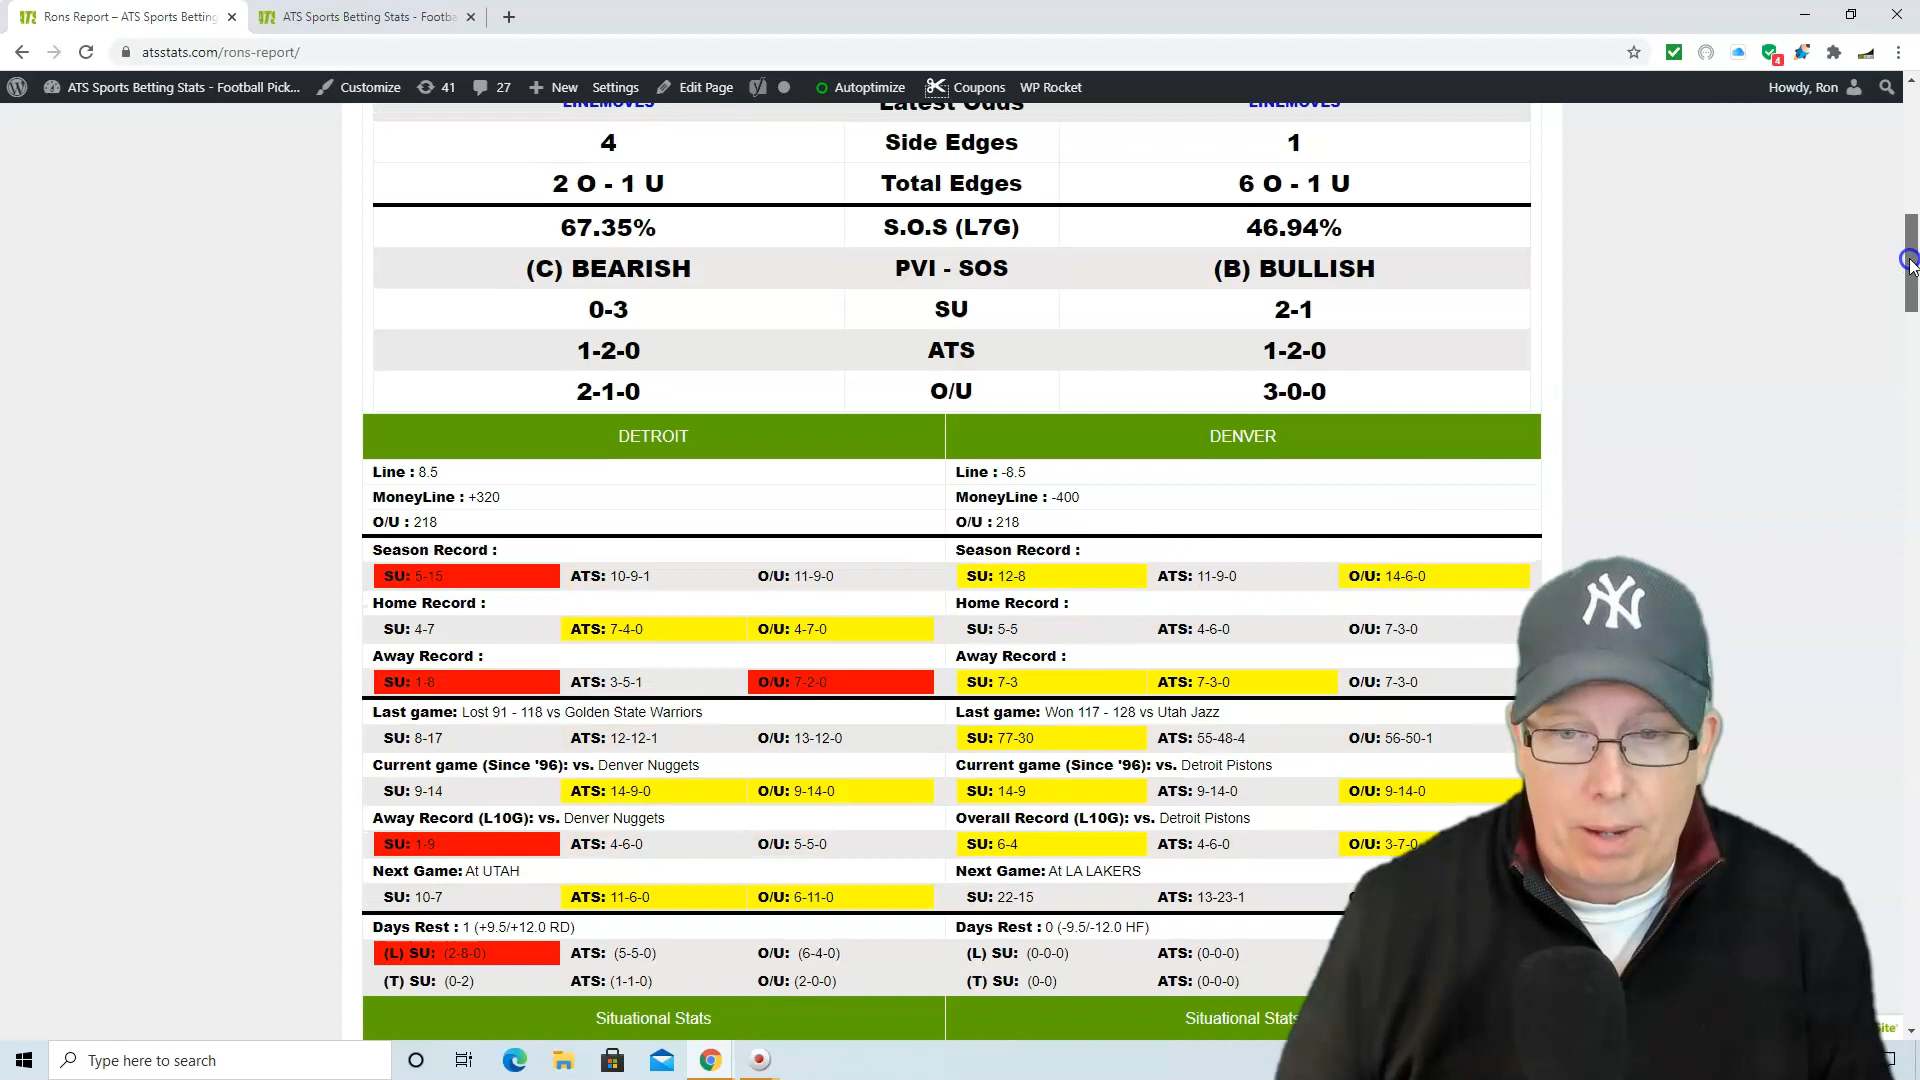 Rons Report – ATS Sports Betting
ATS Sports Betting Stats - Footba
atsstats.com/rons-report/
4
ATS Sports Betting Stats - Football Pick... Customize 41 27 New Settings Edit Page Autoptimize Coupons WP Rocket Howdy, Ron
LINEMOVES Latest Odds LINEMOVES
4 Side Edges 1
2 O - 1 U Total Edges 6 O - 1 U
67.35% S.O.S (L7G) 46.94%
(C) BEARISH PVI - SOS (B) BULLISH
0-3 SU 2-1
1-2-0 ATS 1-2-0
2-1-0 O/U 3-0-0
DETROIT DENVER
Line : 8.5 Line : -8.5
MoneyLine : +320 MoneyLine : -400
O/U : 218 O/U : 218
Season Record : Season Record :
SU: 5-15 ATS: 10-9-1 O/U: 11-9-0 SU: 12-8 ATS: 11-9-0 O/U: 14-6-0
Home Record : Home Record :
SU: 4-7 ATS: 7-4-0 O/U: 4-7-0 SU: 5-5 ATS: 4-6-0 O/U: 7-3-0
Away Record : Away Record :
SU: 1-8 ATS: 3-5-1 O/U: 7-2-0 SU: 7-3 ATS: 7-3-0 O/U: 7-3-0
Last game: Lost 91 - 118 vs Golden State Warriors Last game: Won 117 - 128 vs Utah Jazz
SU: 8-17 ATS: 12-12-1 O/U: 13-12-0 SU: 77-30 ATS: 55-48-4 O/U: 56-50-1
Current game (Since '96): vs. Denver Nuggets Current game (Since '96): vs. Detroit Pistons
SU: 9-14 ATS: 14-9-0 O/U: 9-14-0 SU: 14-9 ATS: 9-14-0 O/U: 9-14-0
Away Record (L10G): vs. Denver Nuggets Overall Record (L10G): vs. Detroit Pistons
SU: 1-9 ATS: 4-6-0 O/U: 5-5-0 SU: 6-4 ATS: 4-6-0 O/U: 3-7-0
Next Game: At UTAH Next Game: At LA LAKERS
SU: 10-7 ATS: 11-6-0 O/U: 6-11-0 SU: 22-15 ATS: 13-23-1
Days Rest : 1 (+9.5/+12.0 RD) Days Rest : 0 (-9.5/-12.0 HF)
(L) SU: (2-8-0) ATS: (5-5-0) O/U: (6-4-0) (L) SU: (0-0-0) ATS: (0-0-0)
(T) SU: (0-2) ATS: (1-1-0) O/U: (2-0-0) (T) SU: (0-0) ATS: (0-0-0)
Situational Stats Situational Stats
NY
Type here to search